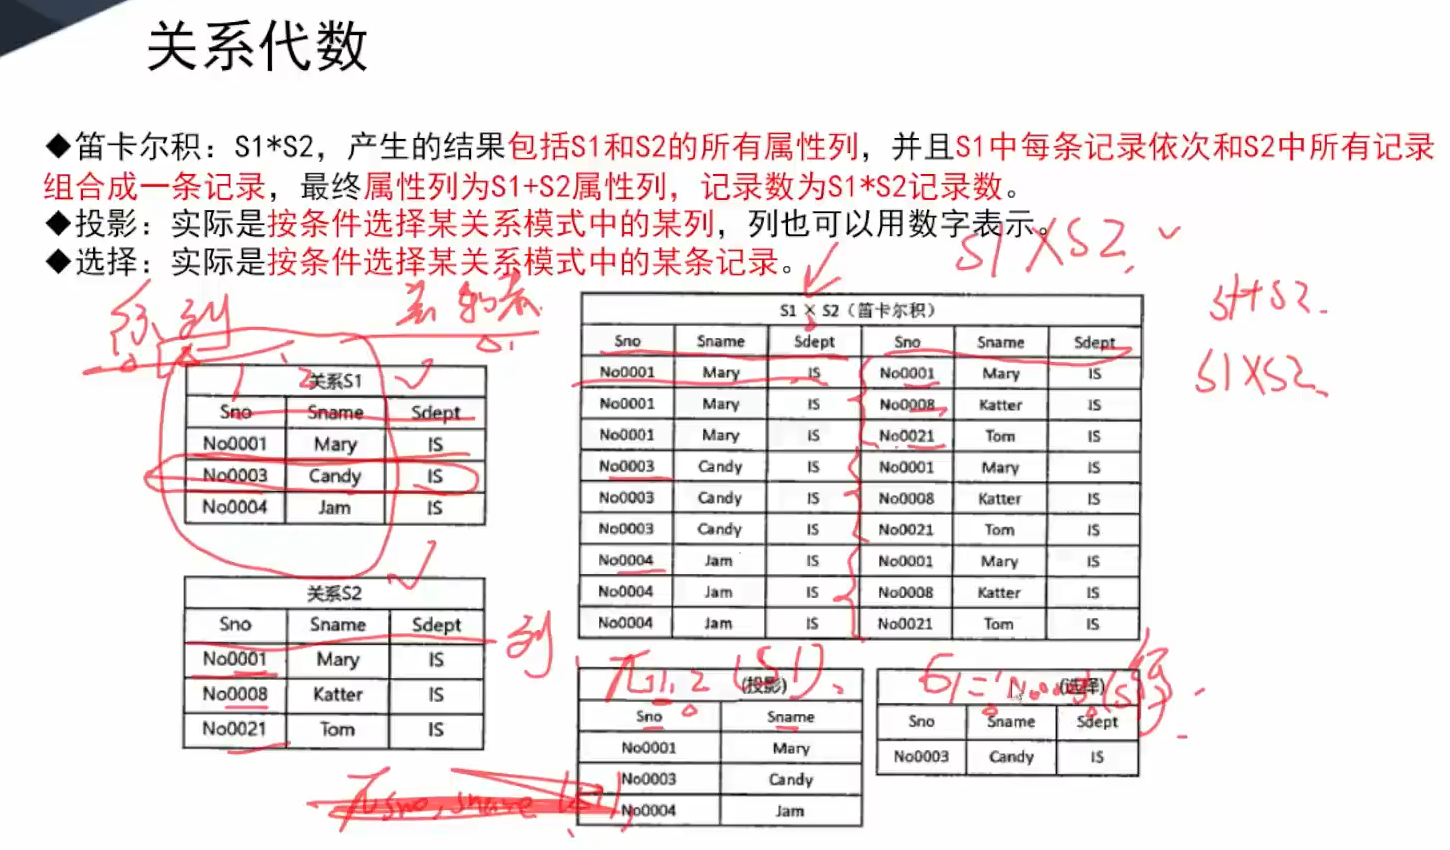 关系代数
◆笛卡尔积：S1*S2，产生的结果包括S1和S2的所有属性列，并且S1中每条记录依次和S2中所有记录
组合成一条记录，最终属性列为S1+S2属性列，记录数为S1*S2记录数。
◆投影：实际是按条件选择某关系模式中的某列，列也可以用数字表示。
◆选择：实际是按条件选择某关系模式中的某条记录。
S1×S2
S1+S2
S1×S2
列
1 2
关系S1
Sno Sname Sdept
No0001 Mary IS
No0003 Candy IS
No0004 Jam IS
关系S2
Sno Sname Sdept
No0001 Mary IS
No0008 Katter IS
No0021 Tom IS
列
S1 × S2（笛卡尔积）
Sno Sname Sdept Sno Sname Sdept
No0001 Mary IS No0001 Mary IS
No0001 Mary IS No0008 Katter IS
No0001 Mary IS No0021 Tom IS
No0003 Candy IS No0001 Mary IS
No0003 Candy IS No0008 Katter IS
No0003 Candy IS No0021 Tom IS
No0004 Jam IS No0001 Mary IS
No0004 Jam IS No0008 Katter IS
No0004 Jam IS No0021 Tom IS
π1,2 (S1)
(投影)
Sno Sname
No0001 Mary
No0003 Candy
No0004 Jam
πsno,sname
(选择)
Sno Sname Sdept
No0003 Candy IS